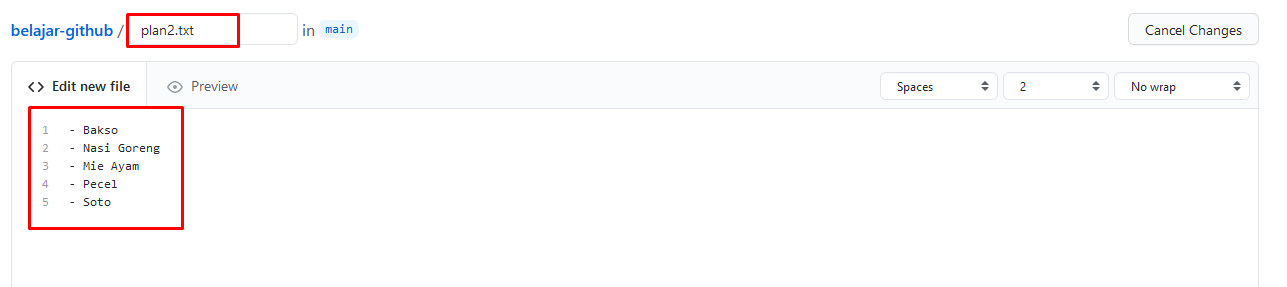 belajar-github / plan2.txt in main Cancel Changes
<> Edit new file Preview Spaces 2 No wrap
1 - Bakso
2 - Nasi Goreng
3 - Mie Ayam
4 - Pecel
5 - Soto